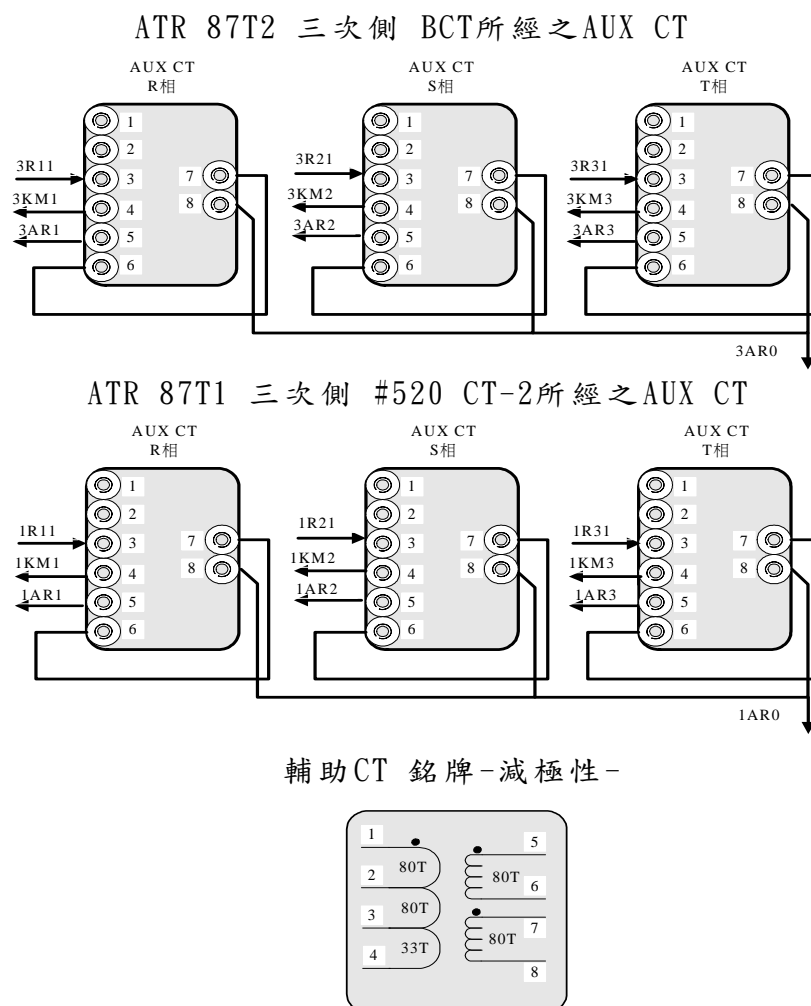 ATR 87T2 三次側 BCT所經之AUX CT
AUX CT AUX CT AUX CT
R相 S相 T相
1 1 1
2 2 2
3R11 3 7 3R21 3 7 3R31 3 7
3KM1 4 8 3KM2 4 8 3KM3 4 8
3AR1 5 3AR2 5 3AR3 5
6 6 6
3AR0
ATR 87T1 三次側 #520 CT-2所經之AUX CT
AUX CT AUX CT AUX CT
R相 S相 T相
1 1 1
2 2 2
1R11 3 7 1R21 3 7 1R31 3 7
1KM1 4 8 1KM2 4 8 1KM3 4 8
1AR1 5 1AR2 5 1AR3 5
6 6 6
1AR0
輔助CT 銘牌-減極性-
1 5
80T 80T
2 6
80T
3 7
33T 80T
4 8